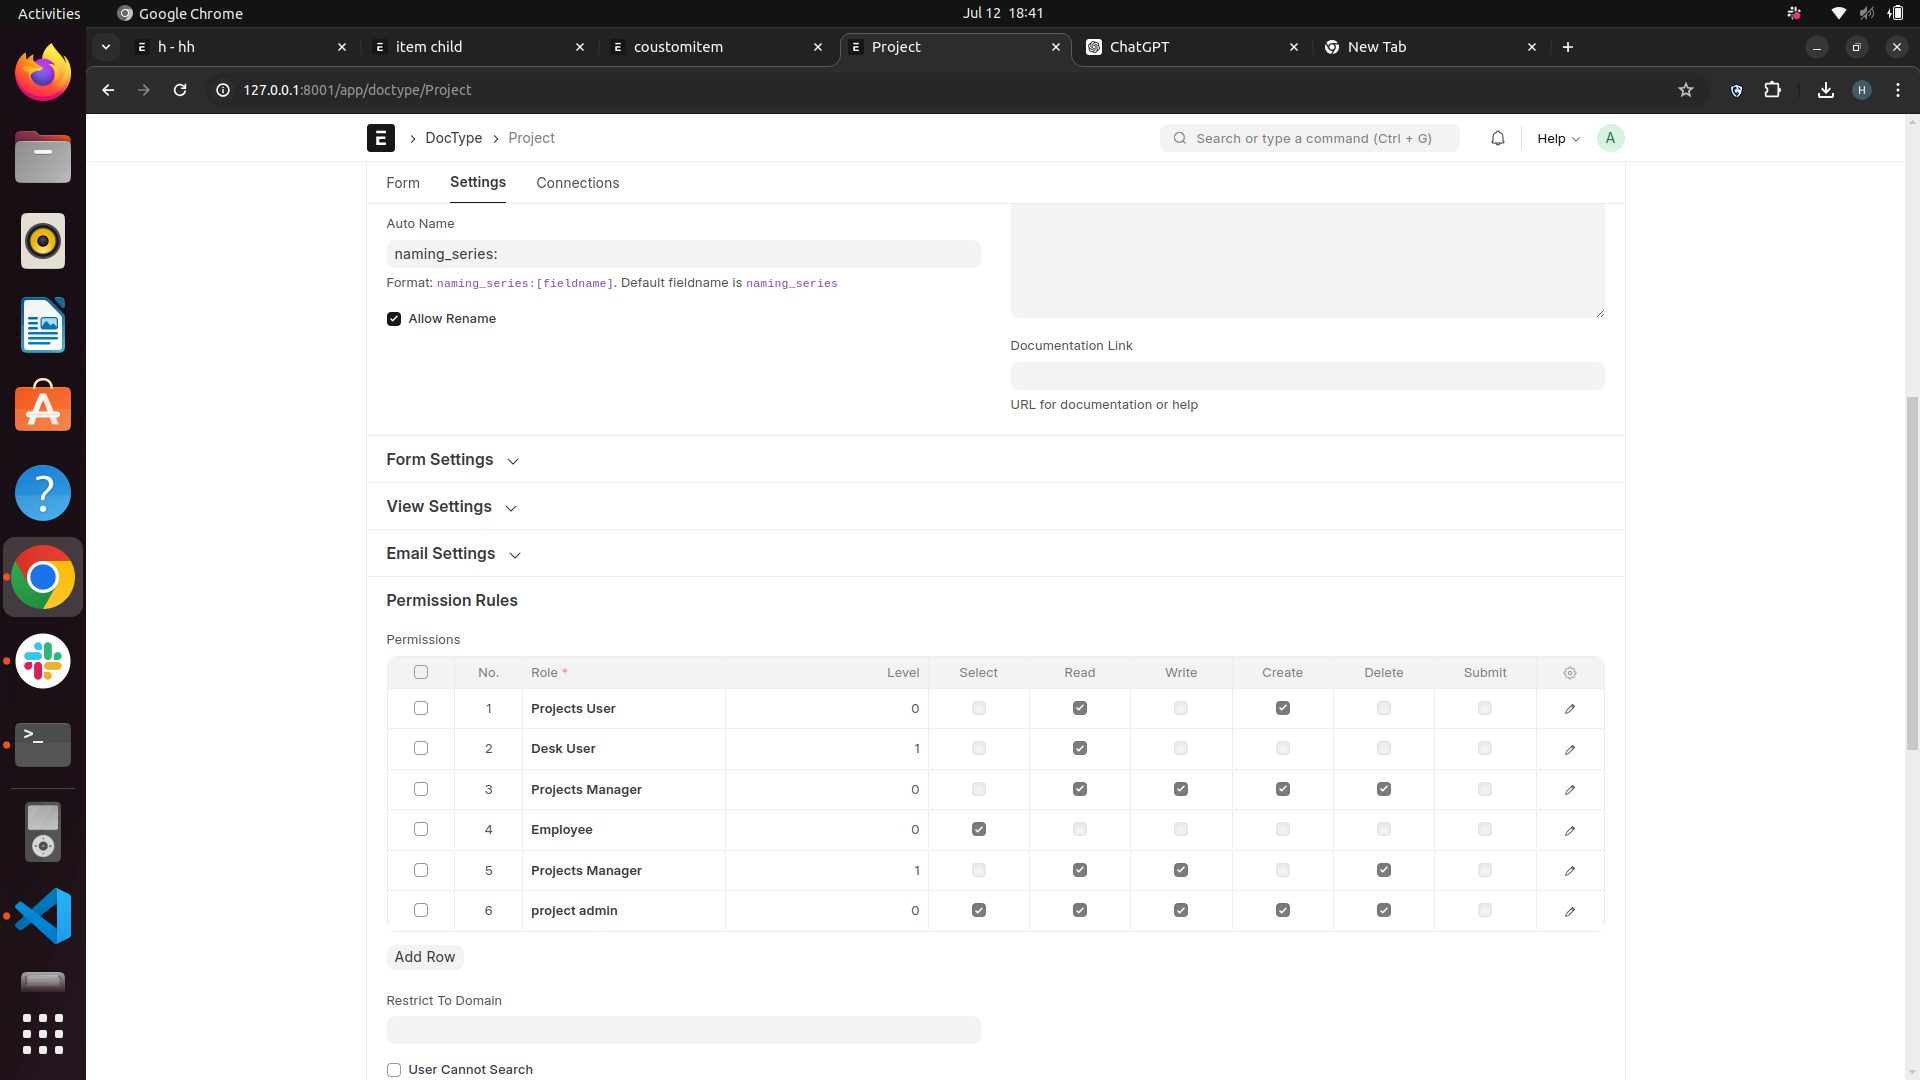 Activities
Google Chrome
Jul 12 18:41
h - hh
item child
coustomitem
Project
ChatGPT
New Tab
127.0.0.1:8001/app/doctype/Project
H
E
DocType
Project
Search or type a command (Ctrl + G)
Help
A
Form
Settings
Connections
Auto Name
naming_series:
Format: naming_series:[fieldname]. Default fieldname is naming_series
Allow Rename
Documentation Link
URL for documentation or help
Form Settings
View Settings
Email Settings
Permission Rules
Permissions
No. Role * Level Select Read Write Create Delete Submit
1 Projects User 0
2 Desk User 1
3 Projects Manager 0
4 Employee 0
5 Projects Manager 1
6 project admin 0
Add Row
Restrict To Domain
User Cannot Search